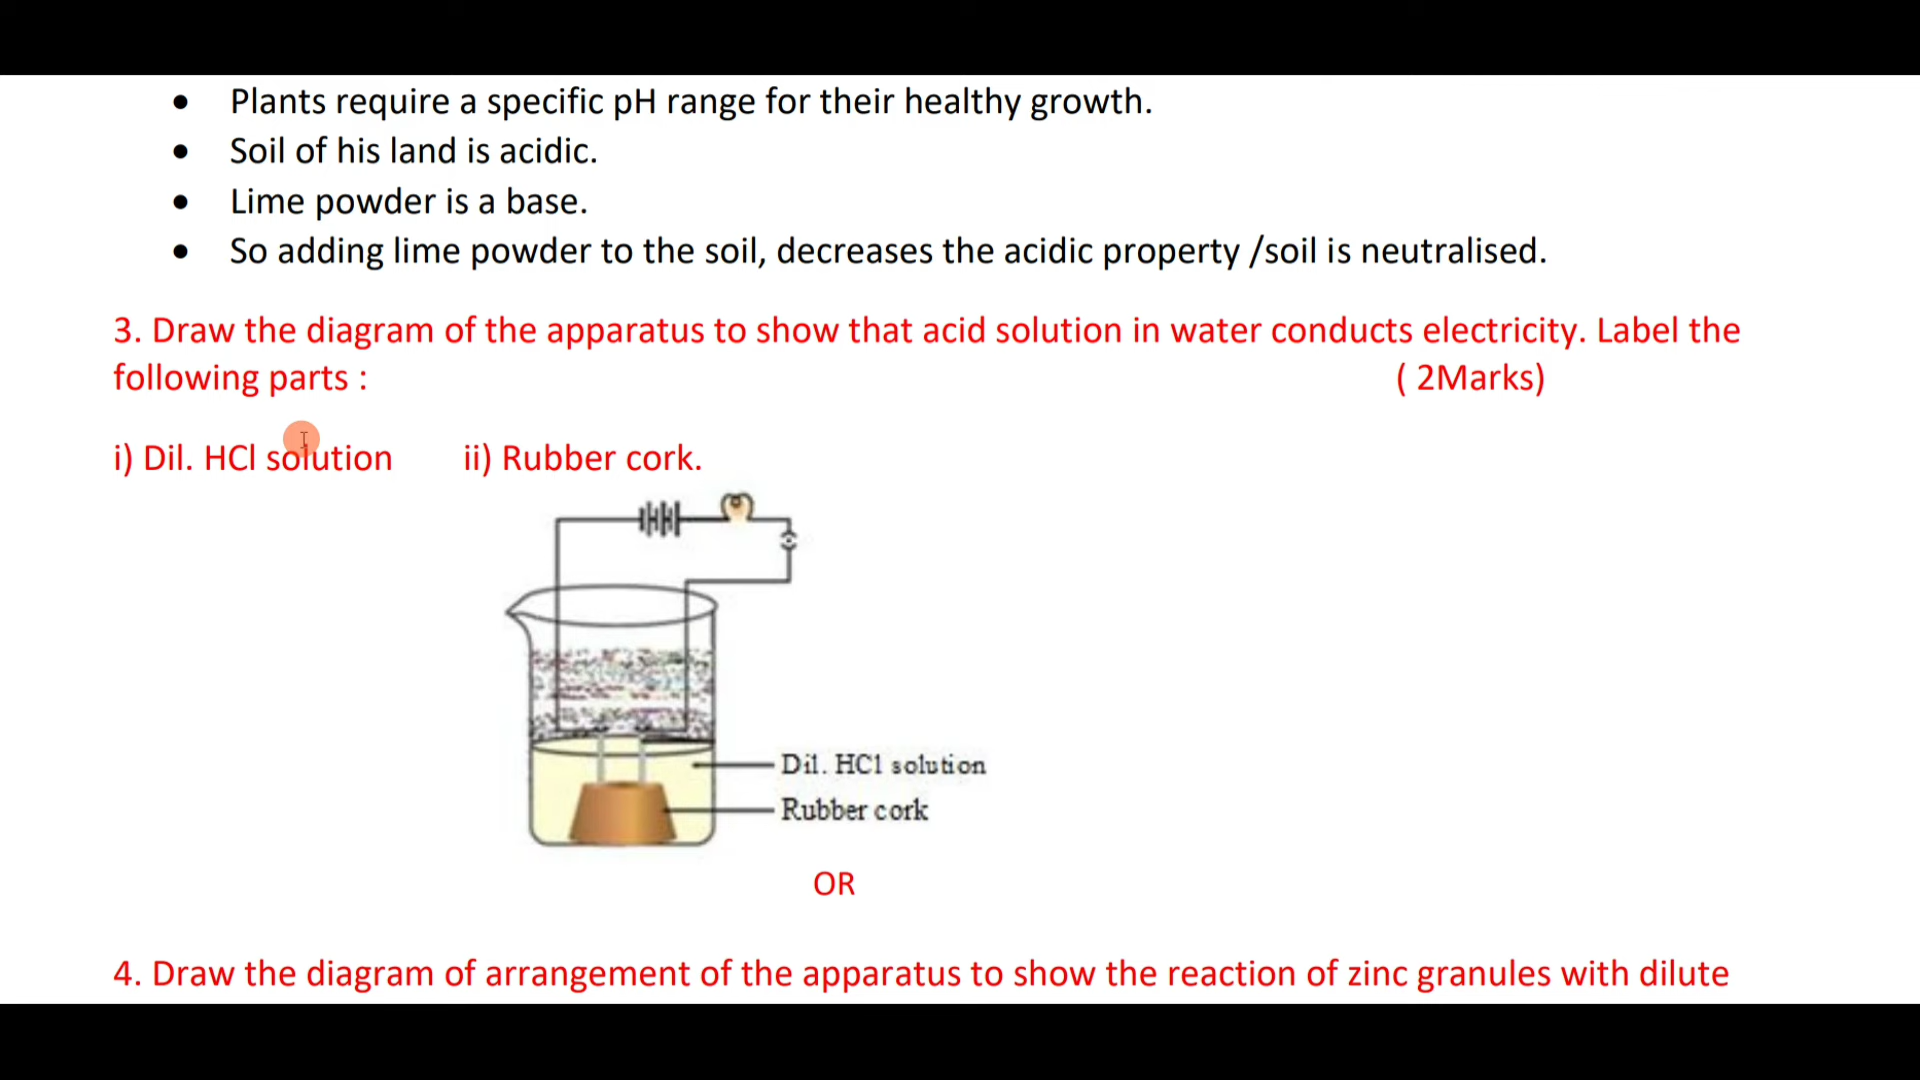 • Plants require a specific pH range for their healthy growth.
• Soil of his land is acidic.
• Lime powder is a base.
• So adding lime powder to the soil, decreases the acidic property /soil is neutralised.
3. Draw the diagram of the apparatus to show that acid solution in water conducts electricity. Label the
following parts : ( 2Marks)
i) Dil. HCl solution ii) Rubber cork.
Dil. HCl solution
Rubber cork
OR
4. Draw the diagram of arrangement of the apparatus to show the reaction of zinc granules with dilute